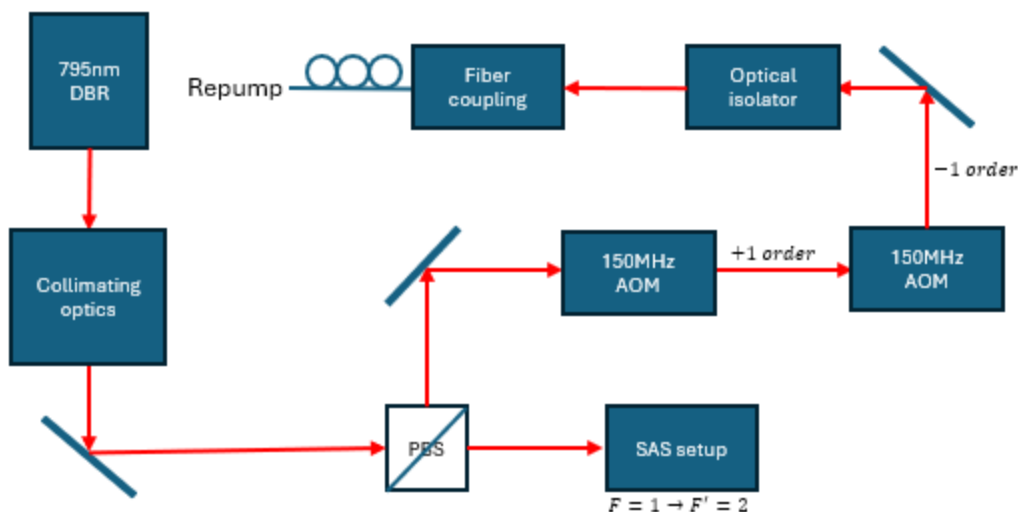 795nm
DBR
Repump
Fiber
coupling
Optical
isolator
−1 order
Collimating
optics
150MHz
AOM
+1 order
150MHz
AOM
PBS
SAS setup
F = 1 → F′ = 2